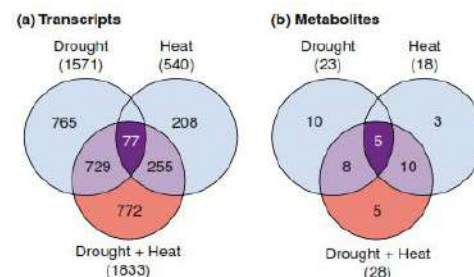 (a) Transcripts
Drought
(1571)
Heat
(540)
765
77
208
729
255
772
Drought + Heat
(1833)
(b) Metabolites
Drought
(23)
Heat
(18)
10
5
3
8
10
5
Drought + Heat
(28)